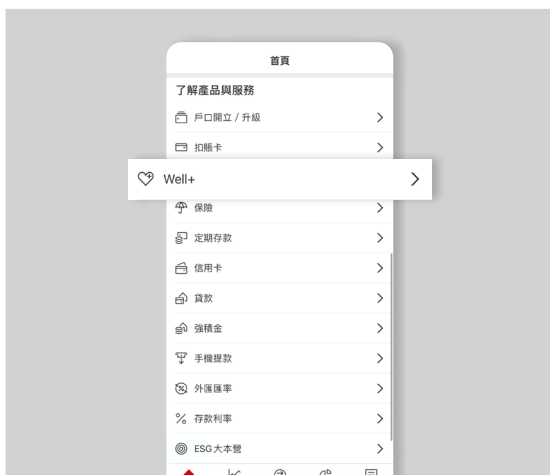 首頁
了解產品與服務
戶口開立 / 升級
扣賬卡
Well+
保險
定期存款
信用卡
貸款
強積金
手機提款
外匯匯率
存款利率
ESG大本營